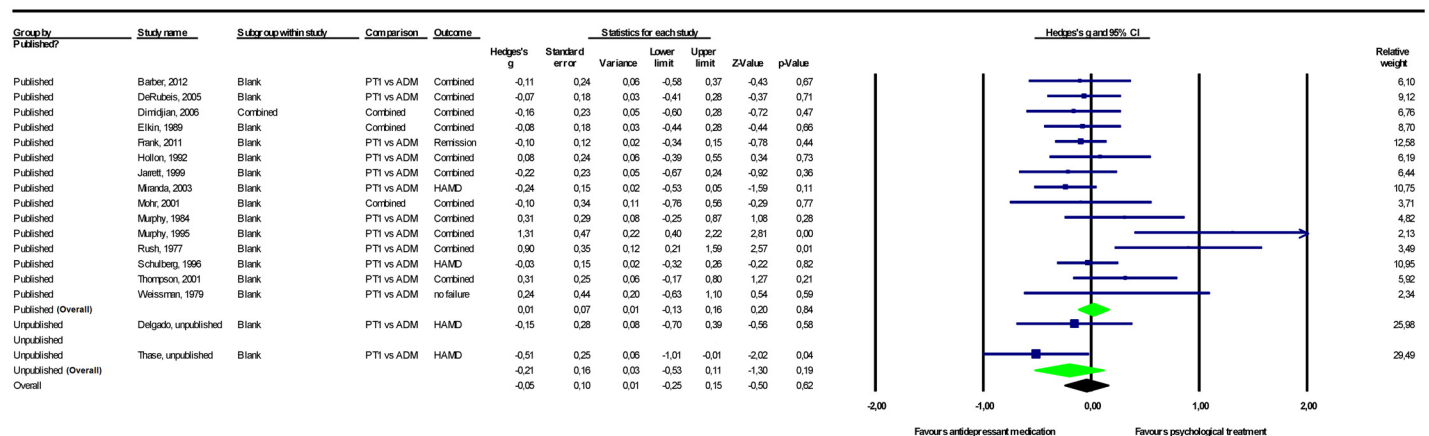 Group by Study name Subgroup within study Comparison Outcome Statistics for each study Hedges's g and 95% CI
Published?
Hedges's g Standard error Variance Lower limit Upper limit Z-Value p-Value Relative weight
Published Barber, 2012 Blank PT1 vs ADM Combined -0,11 0,24 0,06 -0,58 0,37 -0,43 0,67 6,10
Published DeRubeis, 2005 Blank PT1 vs ADM Combined -0,07 0,18 0,03 -0,41 0,28 -0,37 0,71 9,12
Published Dimidjian, 2006 Combined Combined Combined -0,16 0,23 0,05 -0,60 0,28 -0,72 0,47 6,76
Published Elkin, 1989 Blank Combined Combined -0,08 0,18 0,03 -0,44 0,28 -0,44 0,66 8,70
Published Frank, 2011 Blank PT1 vs ADM Remission -0,10 0,12 0,02 -0,34 0,15 -0,78 0,44 12,58
Published Hollon, 1992 Blank PT1 vs ADM Combined 0,08 0,24 0,06 -0,39 0,55 0,34 0,73 6,19
Published Jarrett, 1999 Blank PT1 vs ADM Combined -0,22 0,23 0,05 -0,67 0,24 -0,92 0,36 6,44
Published Miranda, 2003 Blank PT1 vs ADM HAMD -0,24 0,15 0,02 -0,53 0,05 -1,59 0,11 10,75
Published Mohr, 2001 Blank Combined Combined -0,10 0,34 0,11 -0,76 0,56 -0,29 0,77 3,71
Published Murphy, 1984 Blank PT1 vs ADM Combined 0,31 0,29 0,08 -0,25 0,87 1,08 0,28 4,82
Published Murphy, 1995 Blank PT1 vs ADM Combined 1,31 0,47 0,22 0,40 2,22 2,81 0,00 2,13
Published Rush, 1977 Blank PT1 vs ADM Combined 0,90 0,35 0,12 0,21 1,59 2,57 0,01 3,49
Published Schulberg, 1996 Blank PT1 vs ADM HAMD -0,03 0,15 0,02 -0,32 0,26 -0,22 0,82 10,95
Published Thompson, 2001 Blank PT1 vs ADM Combined 0,31 0,25 0,06 -0,17 0,80 1,27 0,21 5,92
Published Weissman, 1979 Blank PT1 vs ADM no failure 0,24 0,44 0,20 -0,63 1,10 0,54 0,59 2,34
Published (Overall) 0,01 0,07 0,01 -0,13 0,16 0,20 0,84
Unpublished Delgado, unpublished Blank PT1 vs ADM HAMD -0,15 0,28 0,08 -0,70 0,39 -0,56 0,58 25,98
Unpublished
Unpublished Thase, unpublished Blank PT1 vs ADM HAMD -0,51 0,25 0,06 -1,01 -0,01 -2,02 0,04 29,49
Unpublished (Overall) -0,21 0,16 0,03 -0,53 0,11 -1,30 0,19
Overall -0,05 0,10 0,01 -0,25 0,15 -0,50 0,62
-2,00 -1,00 0,00 1,00 2,00
Favours antidepressant medication Favours psychological treatment